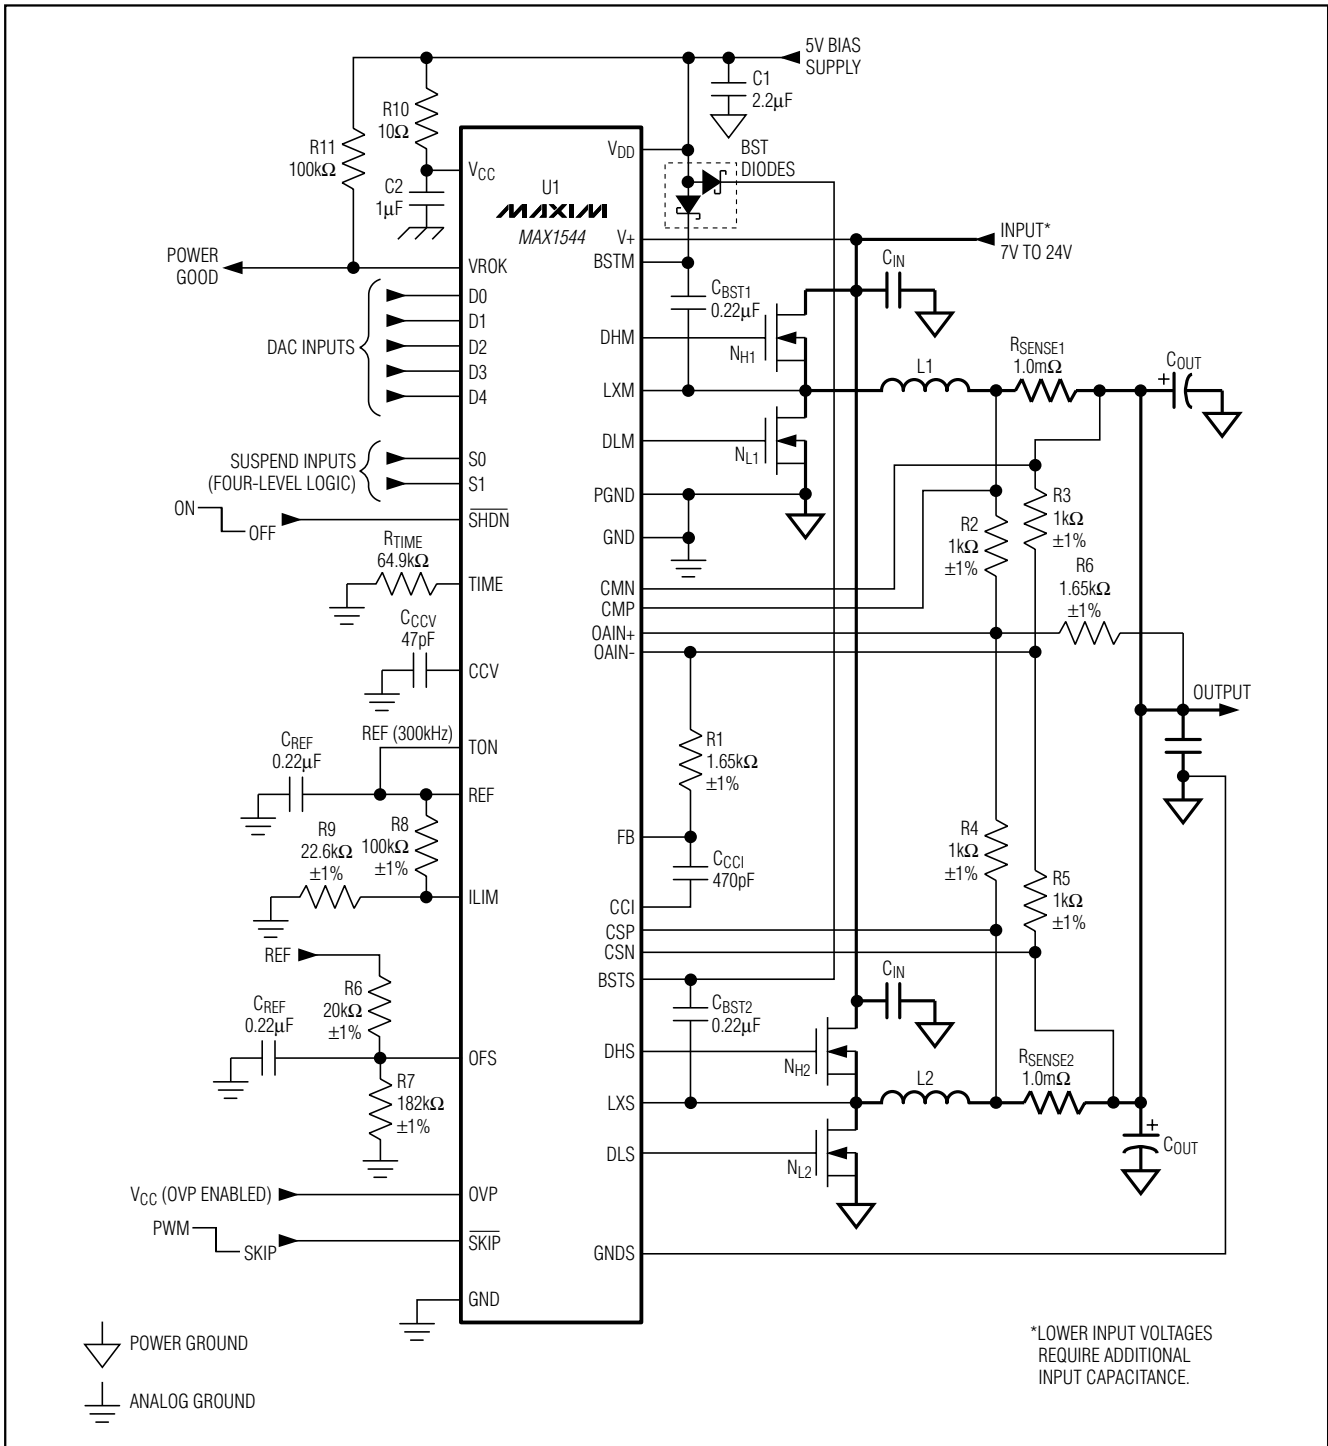 5V BIAS
SUPPLY
C1
2.2µF
R10
10Ω
R11
100kΩ
C2
1µF
VCC
VDD
BST
DIODES
U1
MAXIM
MAX1544
V+
INPUT*
7V TO 24V
POWER
GOOD
VROK
BSTM
CIN
CBST1
0.22µF
DAC INPUTS
D0
D1
D2
D3
D4
DHM
NH1
LXM
L1
RSENSE1
1.0mΩ
+
COUT
DLM
NL1
SUSPEND INPUTS
(FOUR-LEVEL LOGIC)
S0
S1
PGND
ON
OFF
SHDN
GND
R2
1kΩ
±1%
R3
1kΩ
±1%
RTIME
64.9kΩ
TIME
CMN
CMP
OAIN+
OAIN-
R6
1.65kΩ
±1%
CCCV
47pF
CCV
OUTPUT
REF (300kHz)
TON
CREF
0.22µF
REF
R1
1.65kΩ
±1%
R9
22.6kΩ
±1%
R8
100kΩ
±1%
ILIM
FB
CCCI
470pF
CCI
R4
1kΩ
±1%
R5
1kΩ
±1%
CSP
CSN
REF
R6
20kΩ
±1%
CREF
0.22µF
OFS
R7
182kΩ
±1%
BSTS
CBST2
0.22µF
CIN
DHS
NH2
LXS
L2
RSENSE2
1.0mΩ
DLS
NL2
+
COUT
VCC (OVP ENABLED)
OVP
PWM
SKIP
SKIP
GNDS
GND
POWER GROUND
ANALOG GROUND
*LOWER INPUT VOLTAGES
REQUIRE ADDITIONAL
INPUT CAPACITANCE.